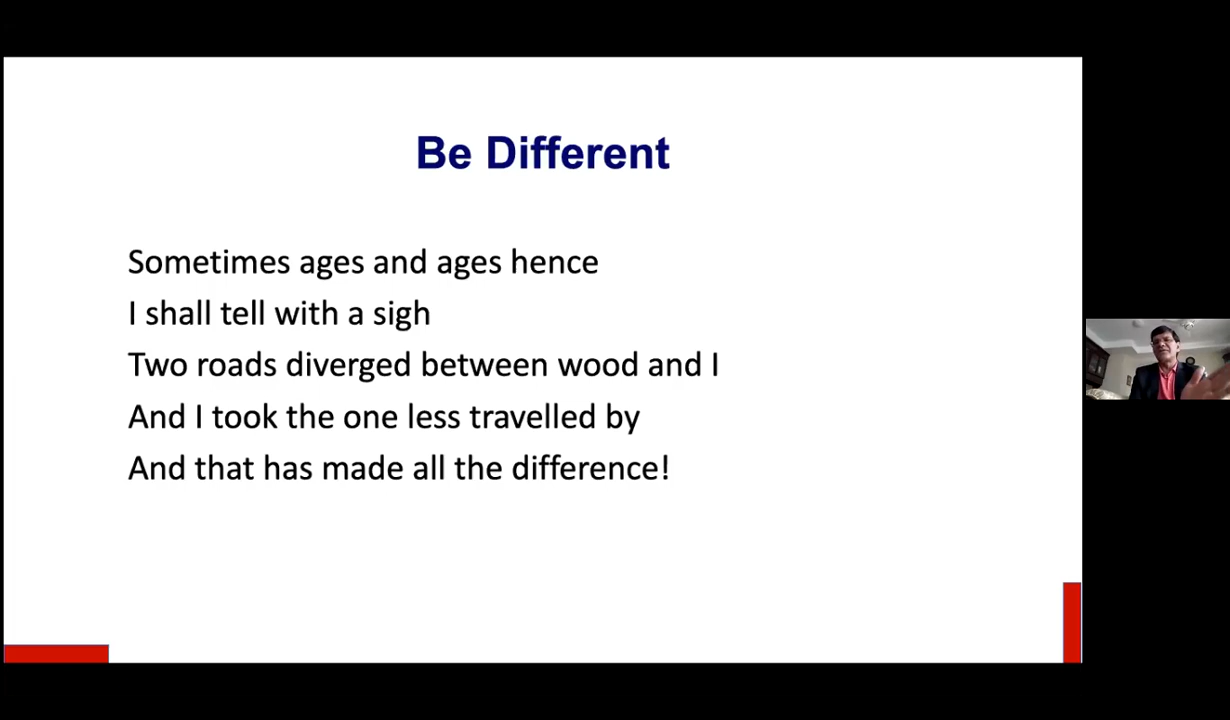 Be Different
Sometimes ages and ages hence
I shall tell with a sigh
Two roads diverged between wood and I
And I took the one less travelled by
And that has made all the difference!